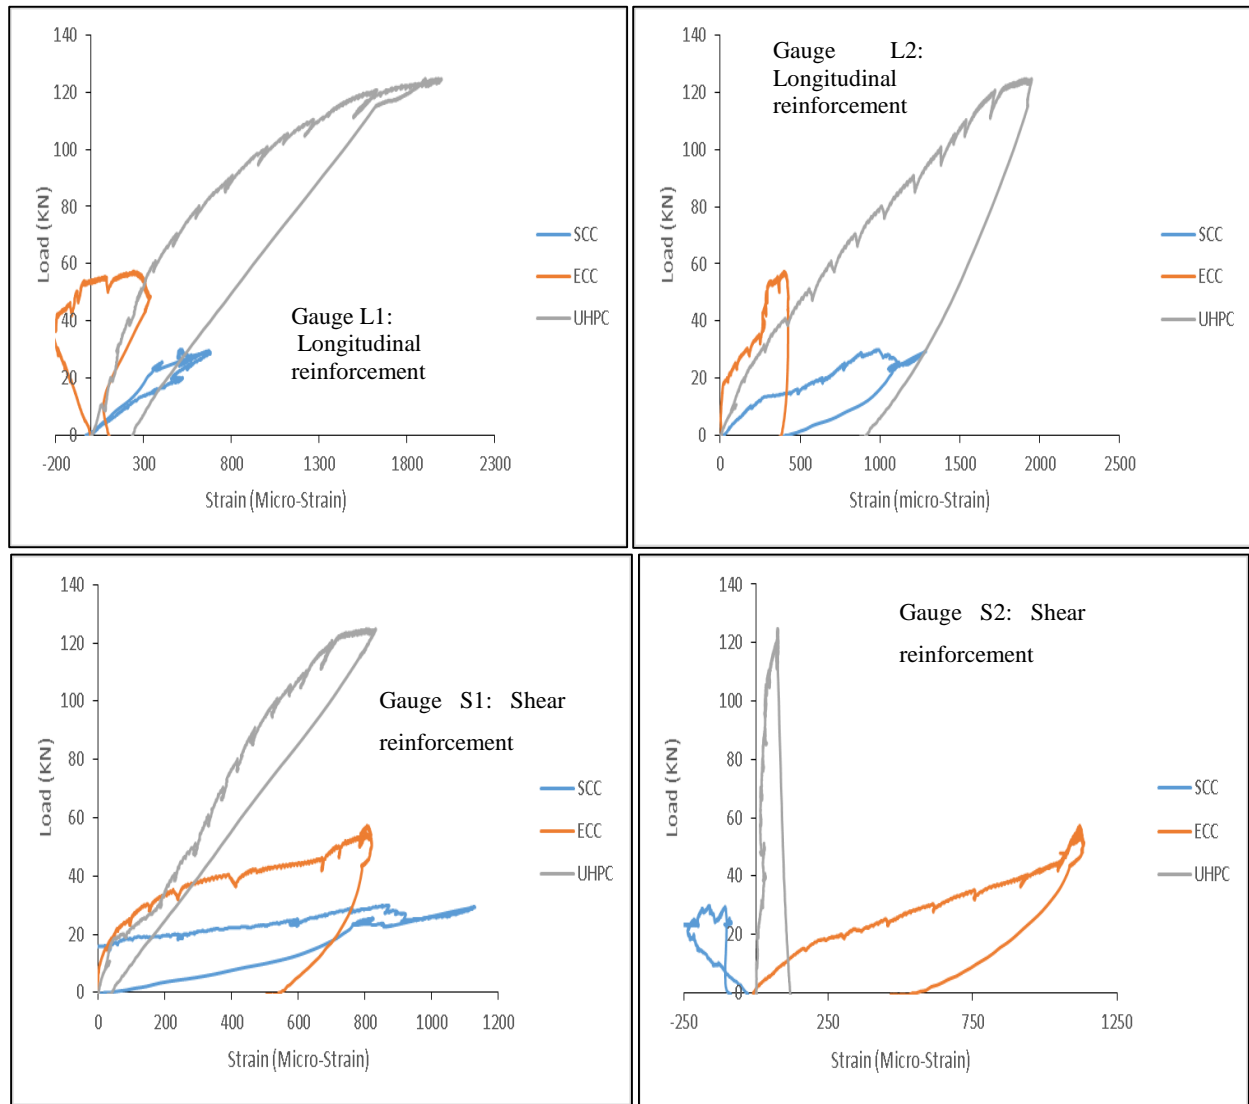 140
120
100
80
60
40
20
0
Load (KN)
-200 300 800 1300 1800 2300
Strain (Micro-Strain)
Gauge L1:
Longitudinal
reinforcement
SCC
ECC
UHPC
140
120
100
80
60
40
20
0
Load (KN)
0 500 1000 1500 2000 2500
Strain (micro-Strain)
Gauge L2:
Longitudinal
reinforcement
SCC
ECC
UHPC
140
120
100
80
60
40
20
0
Load (KN)
0 200 400 600 800 1000 1200
Strain (Micro-Strain)
Gauge S1: Shear
reinforcement
SCC
ECC
UHPC
140
120
100
80
60
40
20
0
Load (KN)
-250 250 750 1250
Strain (Micro-Strain)
Gauge S2: Shear
reinforcement
SCC
ECC
UHPC